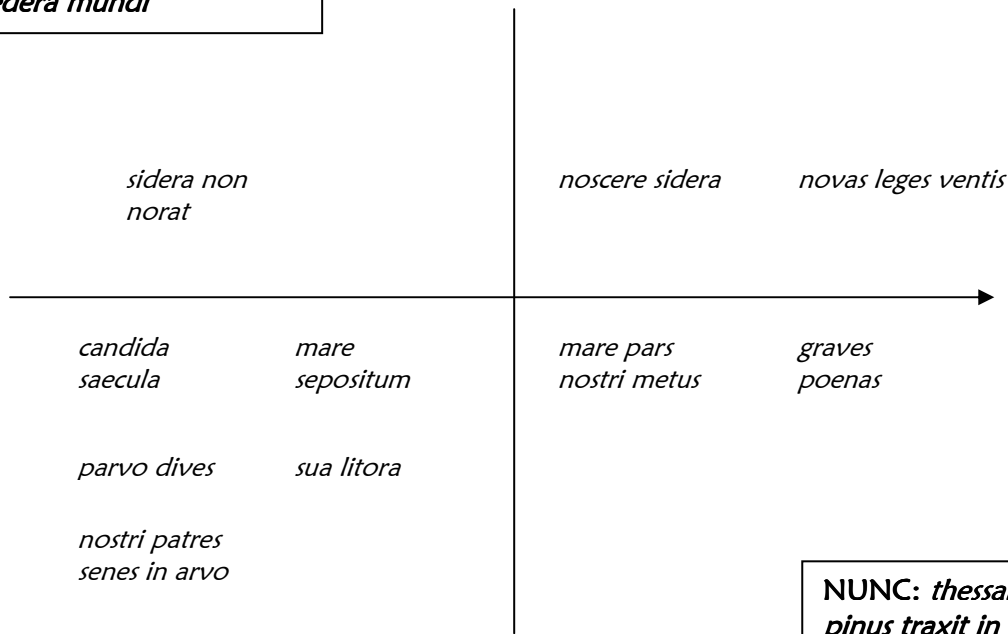 mundi
sidera non
norat
noscere sidera
novas leges ventis
candida
saecula
mare
sepositum
mare pars
nostri metus
graves
poenas
parvo dives
sua litora
nostri patres
senes in arvo
NUNC:
pinus traxit in